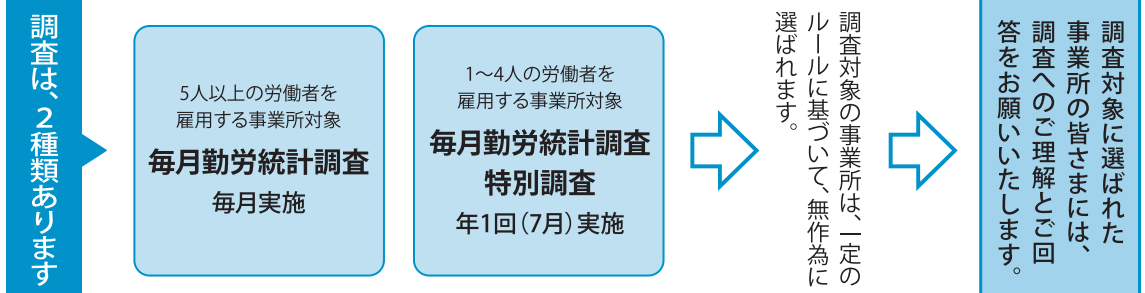 調査は、2種類あります
5人以上の労働者を
雇用する事業所対象
毎月勤労統計調査
毎月実施
1〜4人の労働者を
雇用する事業所対象
毎月勤労統計調査
特別調査
年1回（7月）実施
調査対象の事業所は、一定の
ルールに基づいて、無作為に
選ばれます。
調査対象に選ばれた
事業所の皆さまには、
調査へのご理解とご回
答をお願いいたします。